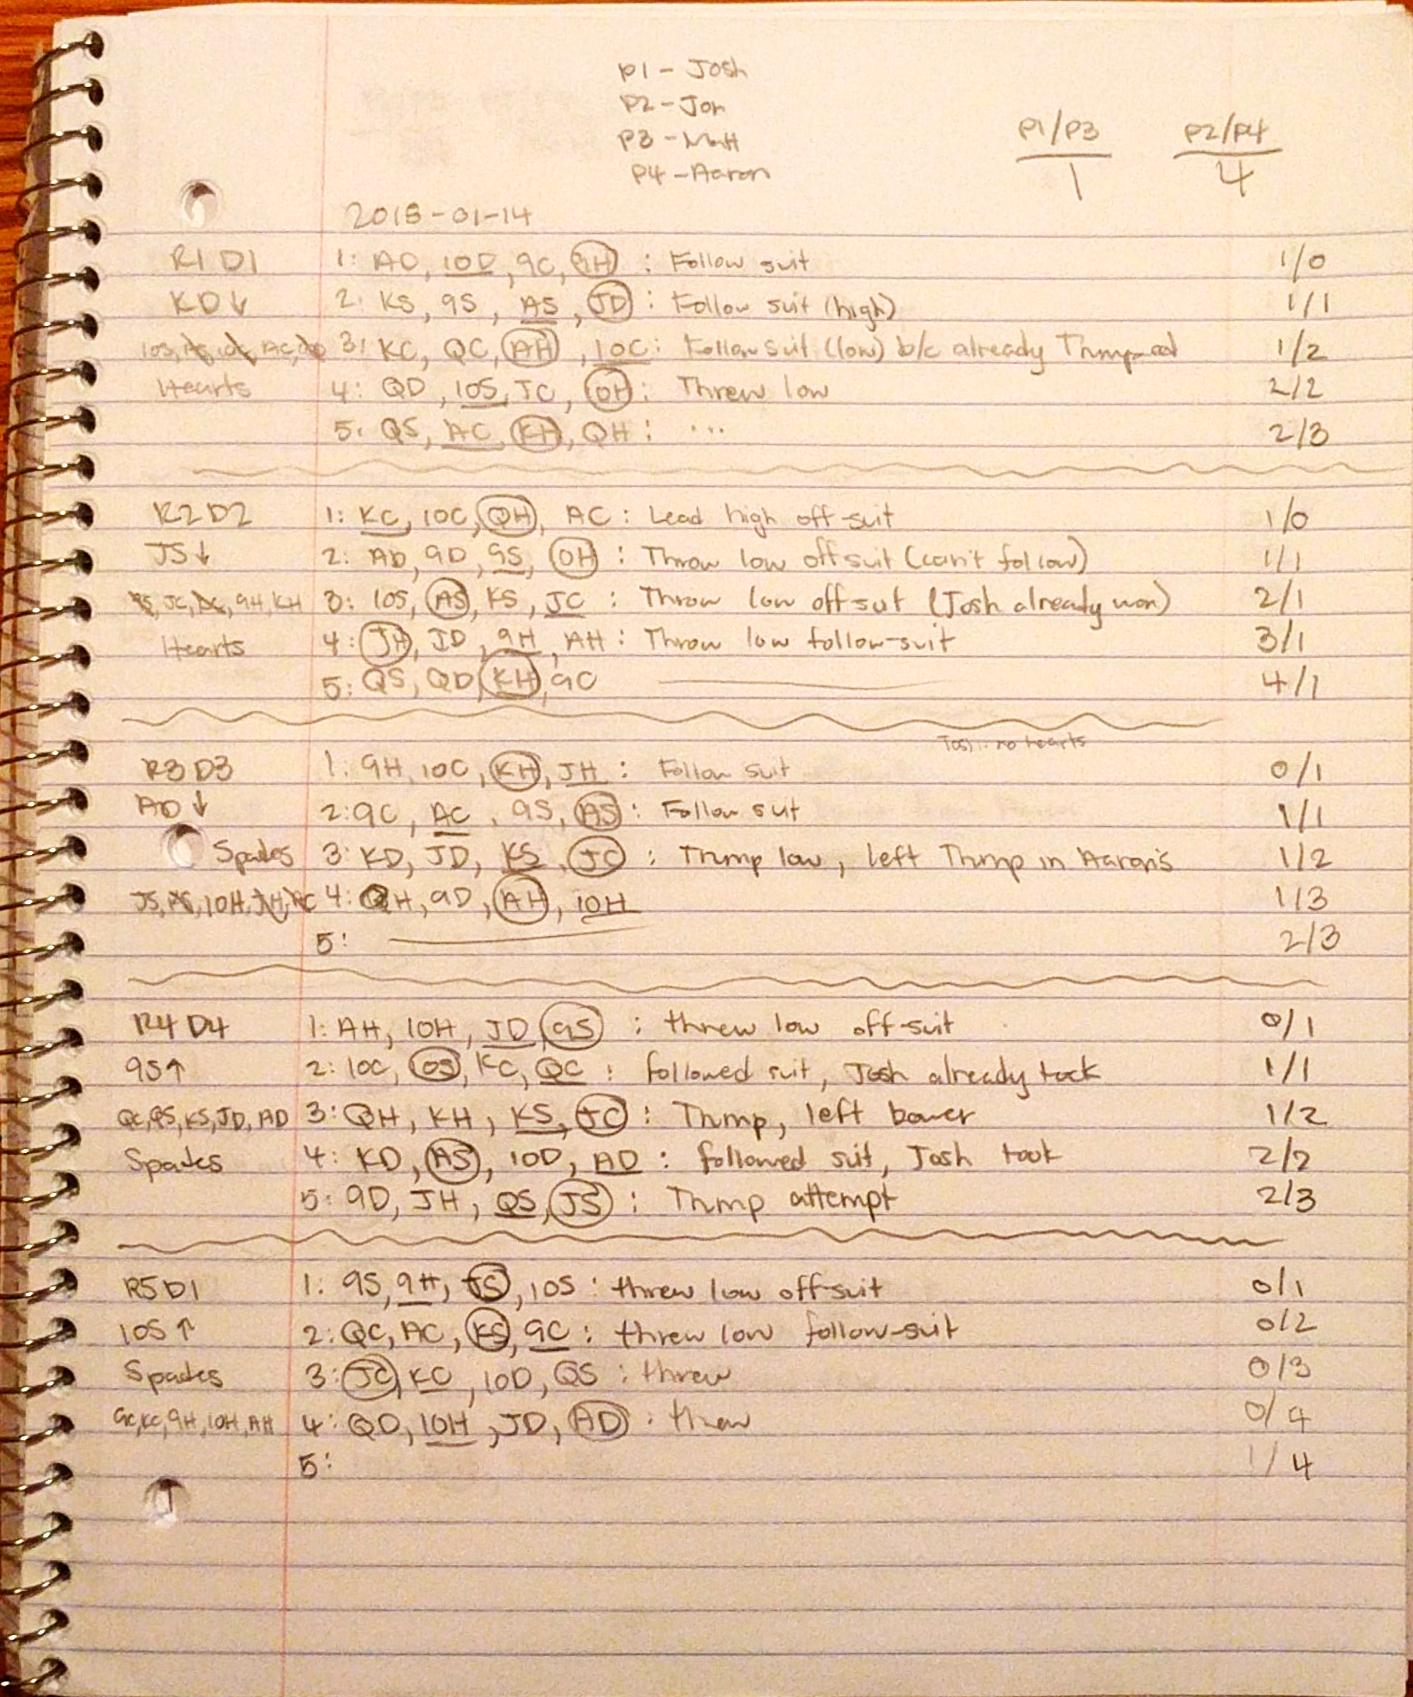 P1 - Josh
P2 - Jon
P3 - Matt
P4 - Aaron
P1/P3 P2/P4
1 4
2015-01-14
R1 D1 1: AD, 10D, 9C, 9H : Follow suit 1/0
KD↓ 2: KS, 9S, AS, JD : Follow suit (high) 1/1
10S, AC, 3: KC, QC, AH, 10C: Follow suit (low) b/c already Trumped 1/2
Hearts 4: QD, 10S, JC, 10H: Threw low 2/2
5: QS, AC, KH, QH: ... 2/3
R2 D2 1: KC, 10C, QH, AC: Lead high off-suit 1/0
JS↓ 2: AD, 9D, 9S, 10H : Throw low offsuit (can't follow) 1/1
JC, 9H, KH 3: 10S, AS, KS, JC : Throw low offsuit (Josh already won) 2/1
Hearts 4: JH, JD, 9H, AH: Throw low follow-suit 3/1
5: QS, QD, KH, 9C 4/1
Josh: no hearts
R3 D3 1: 9H, 10C, KH, JH: Follow suit 0/1
AD↓ 2: 9C, AC, 9S, AS: Follow suit 1/1
Spades 3: KD, JD, KS, JC : Trump low, left Trump in Aaron's 1/2
JS, 10H, 4: QH, 9D, AH, 10H 1/3
5: 2/3
R4 D4 1: AH, 10H, JD, 9S : threw low off-suit 0/1
9S↑ 2: 10C, 10S, KC, QC : followed suit, Josh already took 1/1
QC, QS, KS, JD, AD 3: QH, KH, KS, JC : Trump, left bower 1/2
Spades 4: KD, AS, 10D, AD : followed suit, Josh took 2/2
5: 9D, JH, QS, JS : Trump attempt 2/3
R5 D1 1: 9S, 9H, JS, 10S : threw low off-suit 0/1
10S↑ 2: QC, AC, KS, 9C : threw low follow-suit 0/2
Spades 3: JC, KC, 10D, QS : threw 0/3
9C, KC, 9H, 10H, AH 4: QD, 10H, JD, AD : threw 0/4
5: 1/4